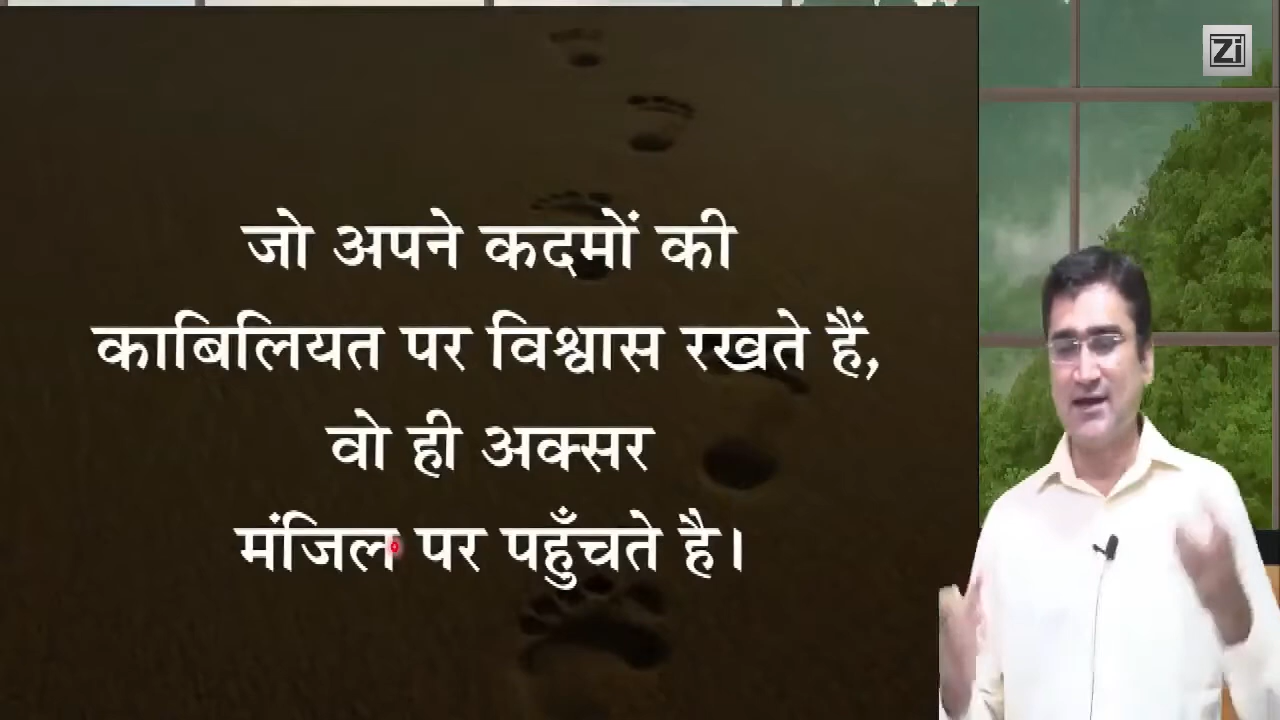 Zi
जो अपने कदमों की
काबिलियत पर विश्वास रखते हैं,
वो ही अक्सर
मंजिल पर पहुँचते है।